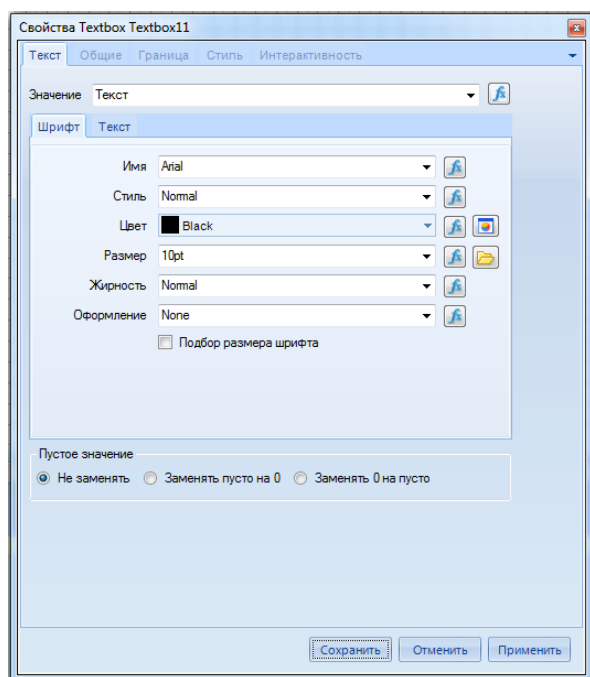 Свойства Textbox Textbox11
Текст Общие Граница Стиль Интерактивность
Значение Текст
Шрифт Текст
Имя Arial
Стиль Normal
Цвет Black
Размер 10pt
Жирность Normal
Оформление None
Подбор размера шрифта
Пустое значение
Не заменять Заменять пусто на 0 Заменять 0 на пусто
Сохранить Отменить Применить